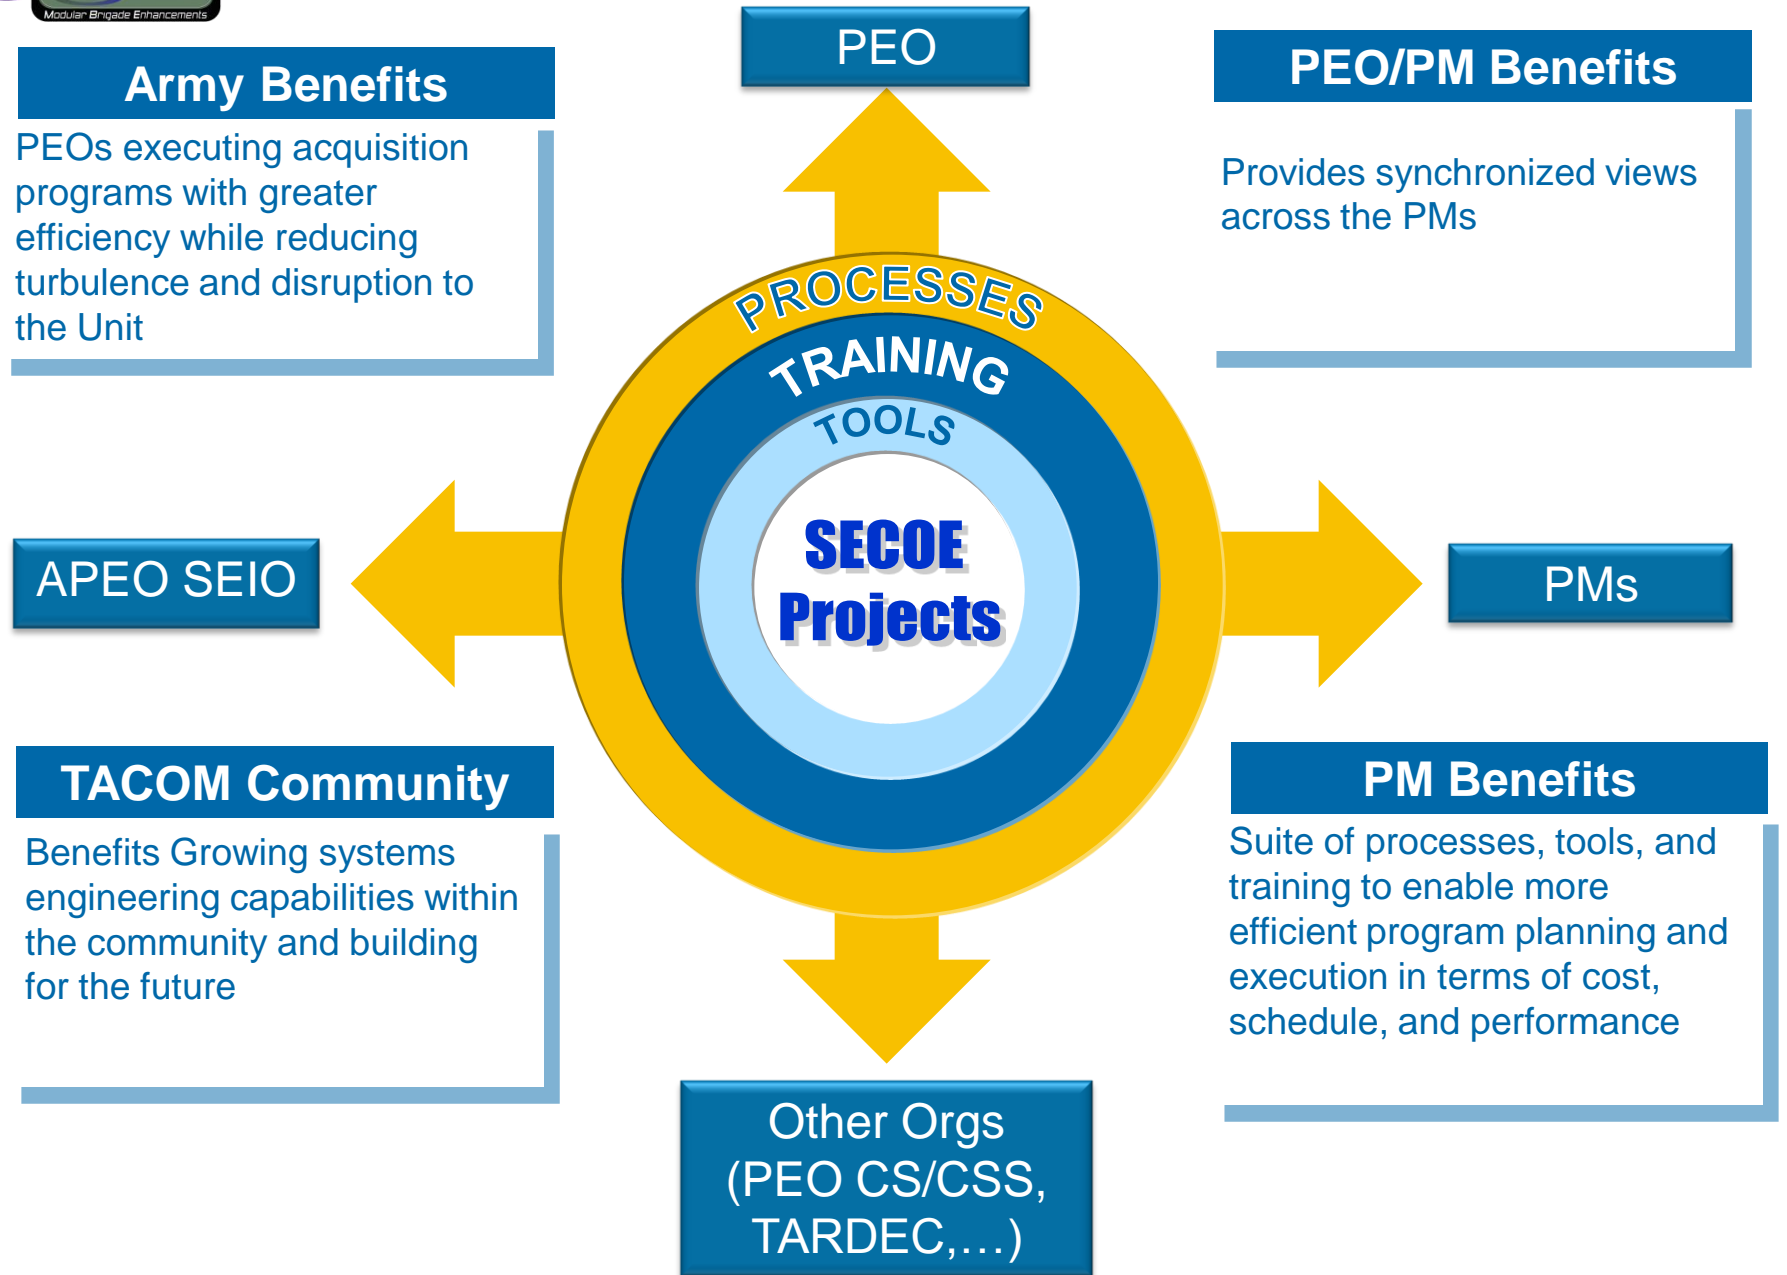 Modular Brigade Enhancements
PEO
Army Benefits
PEOs executing acquisition
programs with greater
efficiency while reducing
turbulence and disruption to
the Unit
PEO/PM Benefits
Provides synchronized views
across the PMs
PROCESSES
TRAINING
TOOLS
SECOE
Projects
APEO SEIO
PMs
TACOM Community
Benefits Growing systems
engineering capabilities within
the community and building
for the future
PM Benefits
Suite of processes, tools, and
training to enable more
efficient program planning and
execution in terms of cost,
schedule, and performance
Other Orgs
(PEO CS/CSS,
TARDEC,…)